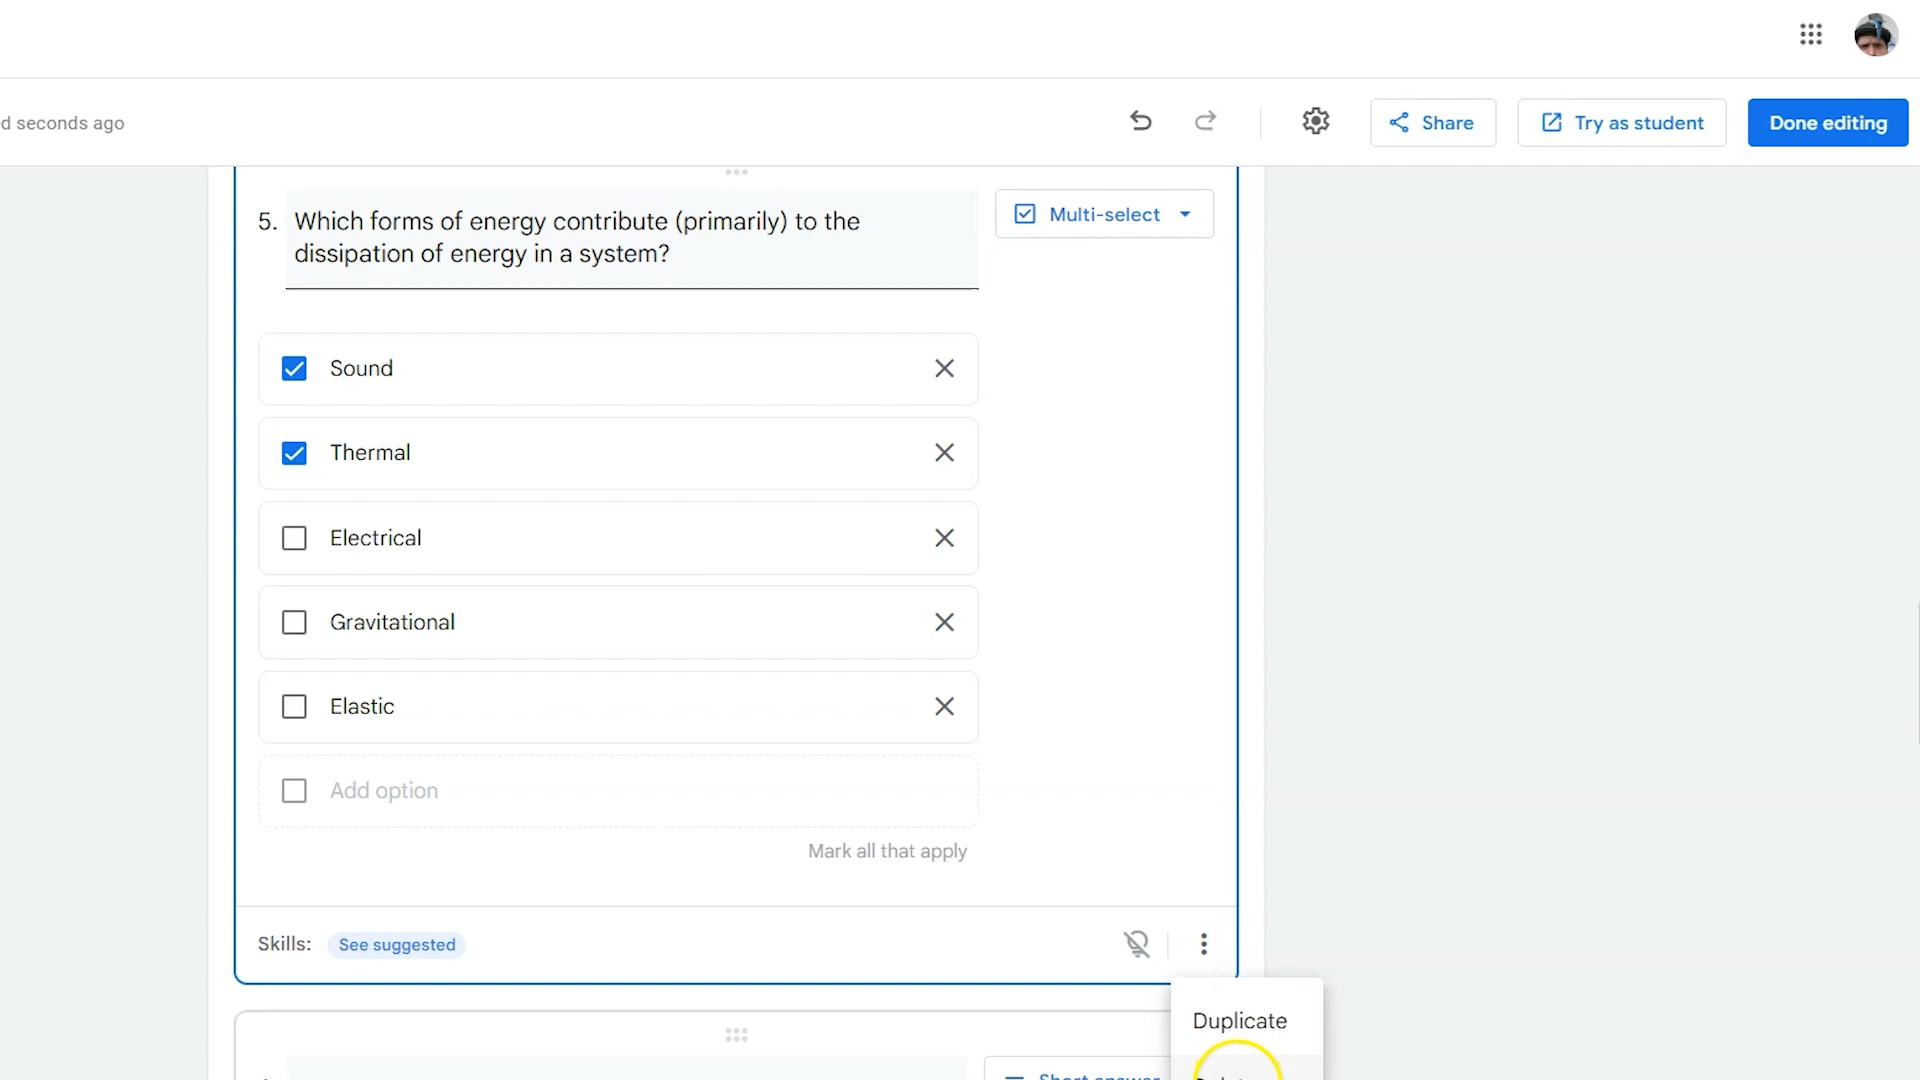 d seconds ago
Share
Try as student
Done editing
5. Which forms of energy contribute (primarily) to the
dissipation of energy in a system?
Multi-select
Sound
Thermal
Electrical
Gravitational
Elastic
Add option
Mark all that apply
Skills: See suggested
Duplicate
Short answer